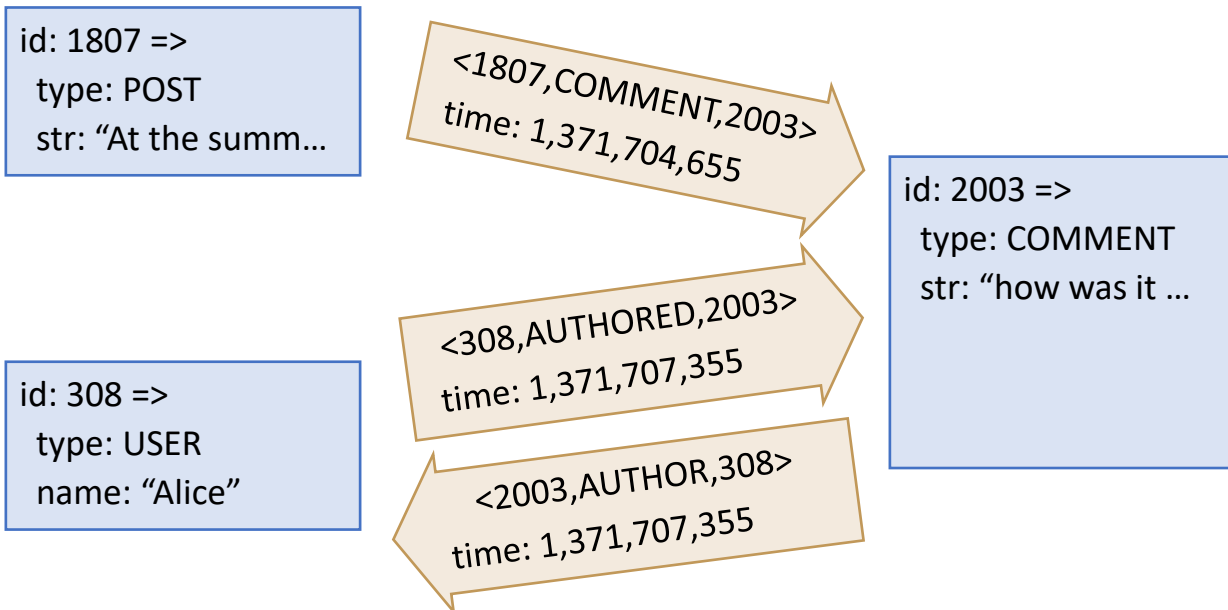 id: 1807 =>
type: POST
str: “At the summ...
<1807,COMMENT,2003>
time: 1,371,704,655
id: 2003 =>
type: COMMENT
str: “how was it ...
<308,AUTHORED,2003>
time: 1,371,707,355
id: 308 =>
type: USER
name: “Alice”
<2003,AUTHOR,308>
time: 1,371,707,355